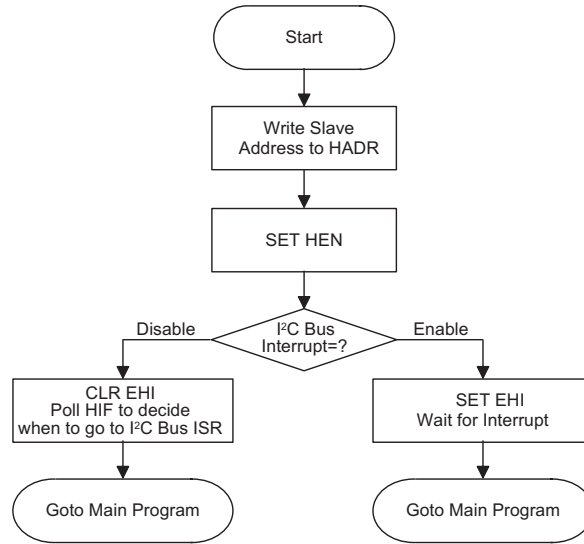 Start
Write Slave
Address to HADR
SET HEN
I²C Bus
Interrupt=?
Disable
Enable
CLR EHI
Poll HIF to decide
when to go to I²C Bus ISR
SET EHI
Wait for Interrupt
Goto Main Program
Goto Main Program